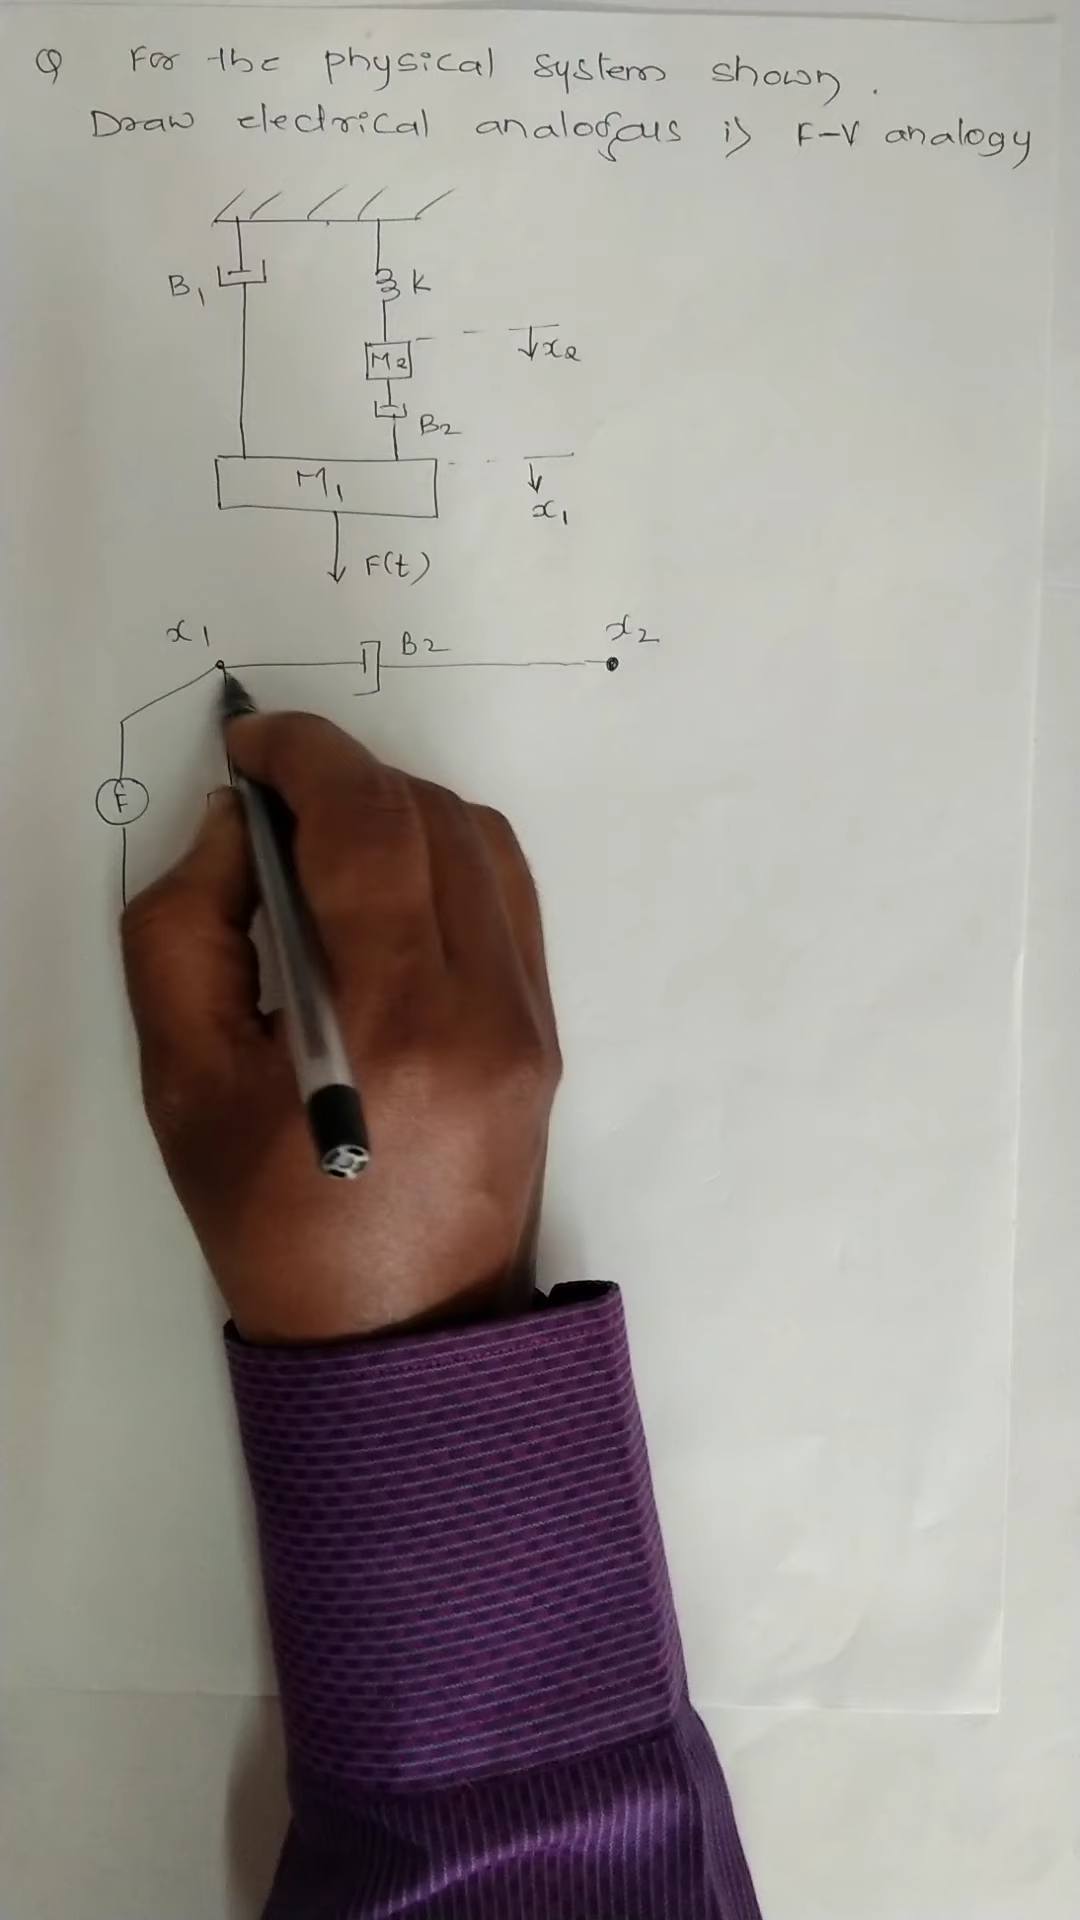 Q For the physical system shown.
Draw electrical analogous i) F-V analogy
B1
K
M2
x2
B2
M1
x1
F(t)
x1
B2
x2
F